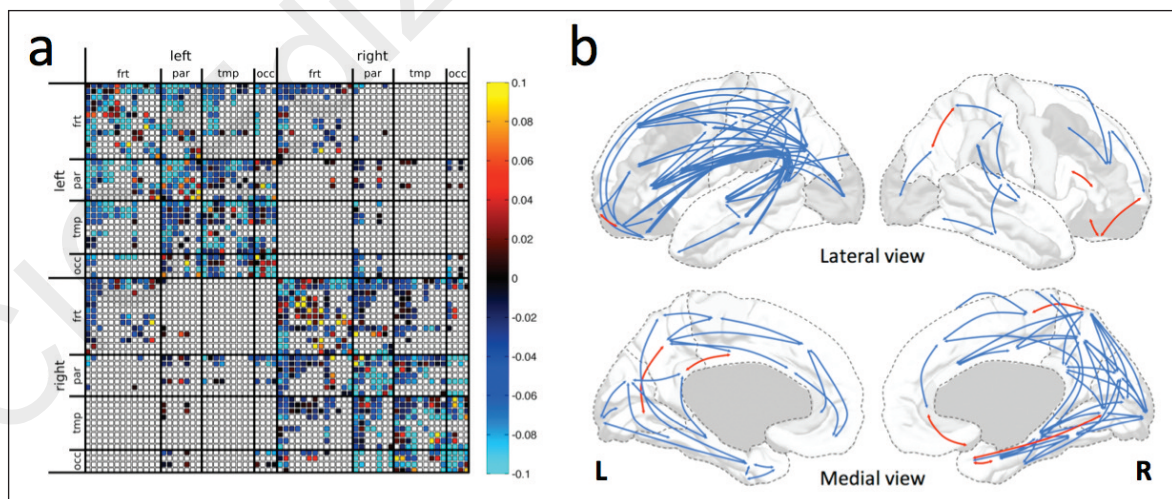 a
left right
frt par tmp occ frt par tmp occ
left
frt
par
tmp
occ
right
frt
par
tmp
occ
0.1
0.08
0.06
0.04
0.02
0
-0.02
-0.04
-0.06
-0.08
-0.1
b
Lateral view
L Medial view R